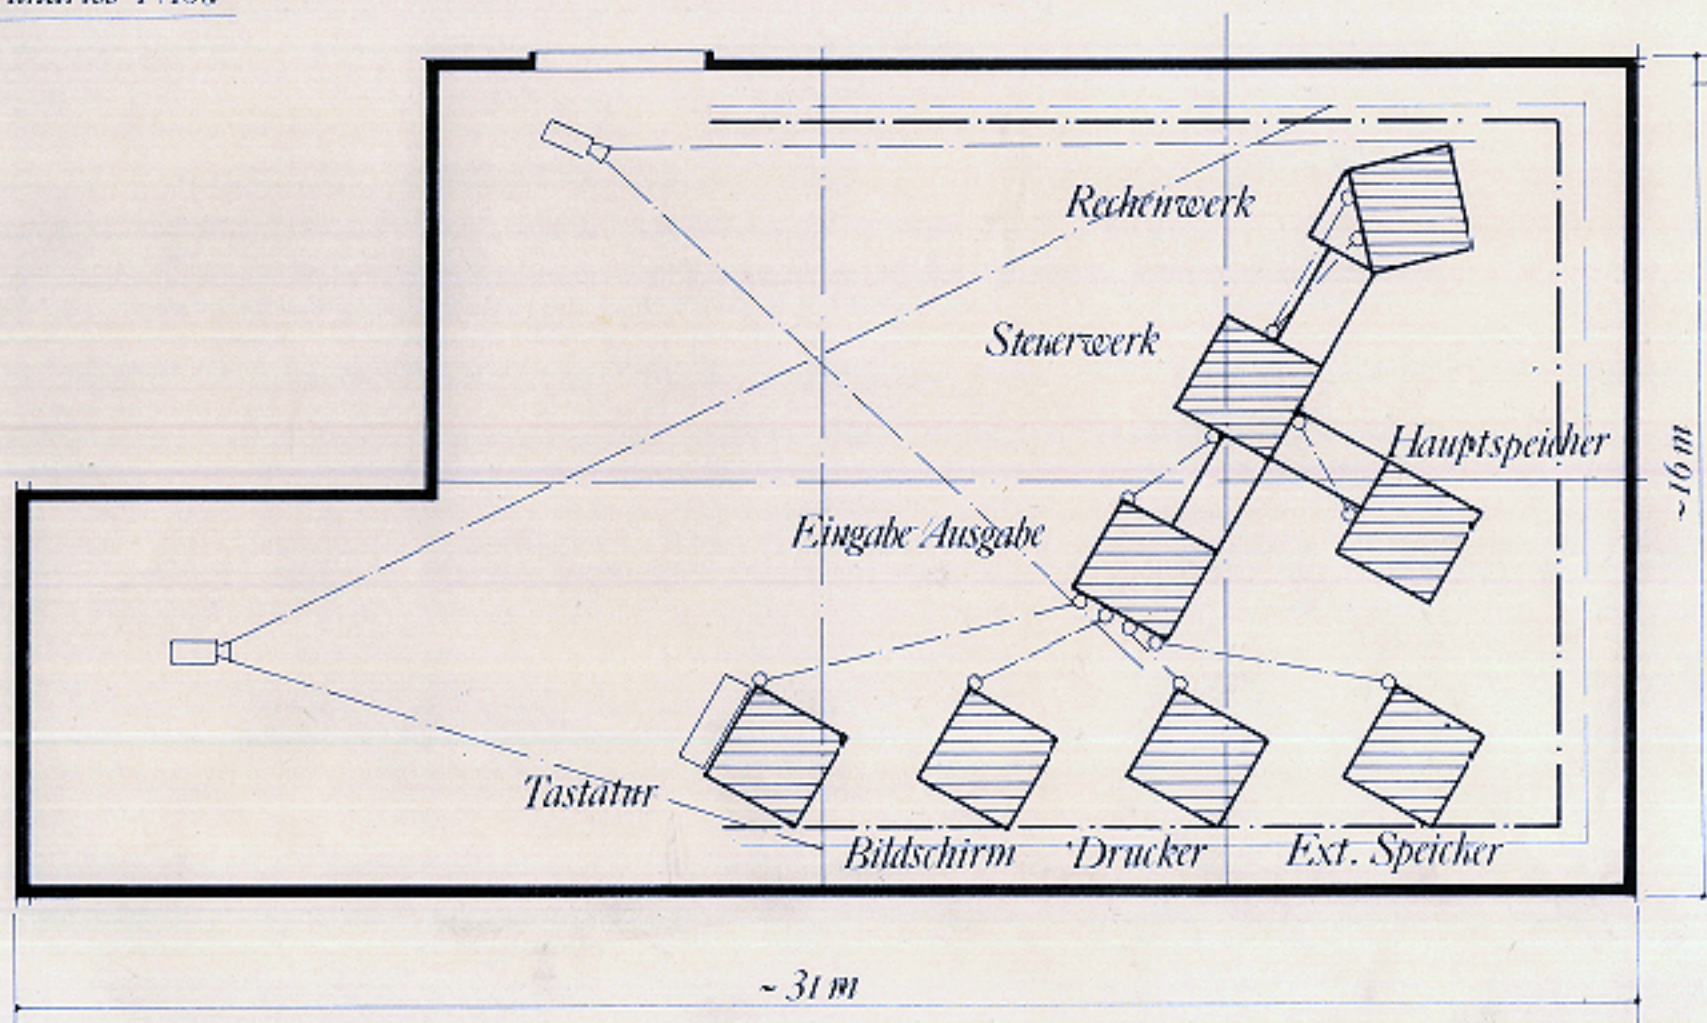 Rechenwerk
Steuerwerk
Hauptspeicher
Eingabe/Ausgabe
Tastatur
Bildschirm
Drucker
Ext. Speicher
~ 31 m
~16 m